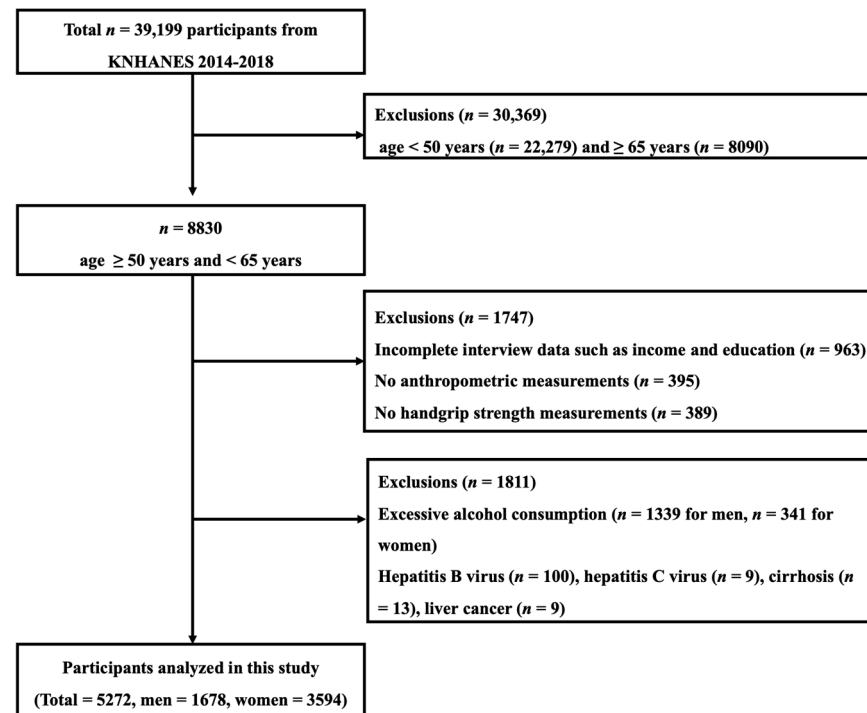 Total n = 39,199 participants from
KNHANES 2014-2018
Exclusions (n = 30,369)
age < 50 years (n = 22,279) and ≥ 65 years (n = 8090)
n = 8830
age ≥ 50 years and < 65 years
Exclusions (n = 1747)
Incomplete interview data such as income and education (n = 963)
No anthropometric measurements (n = 395)
No handgrip strength measurements (n = 389)
Exclusions (n = 1811)
Excessive alcohol consumption (n = 1339 for men, n = 341 for
women)
Hepatitis B virus (n = 100), hepatitis C virus (n = 9), cirrhosis (n
= 13), liver cancer (n = 9)
Participants analyzed in this study
(Total = 5272, men = 1678, women = 3594)